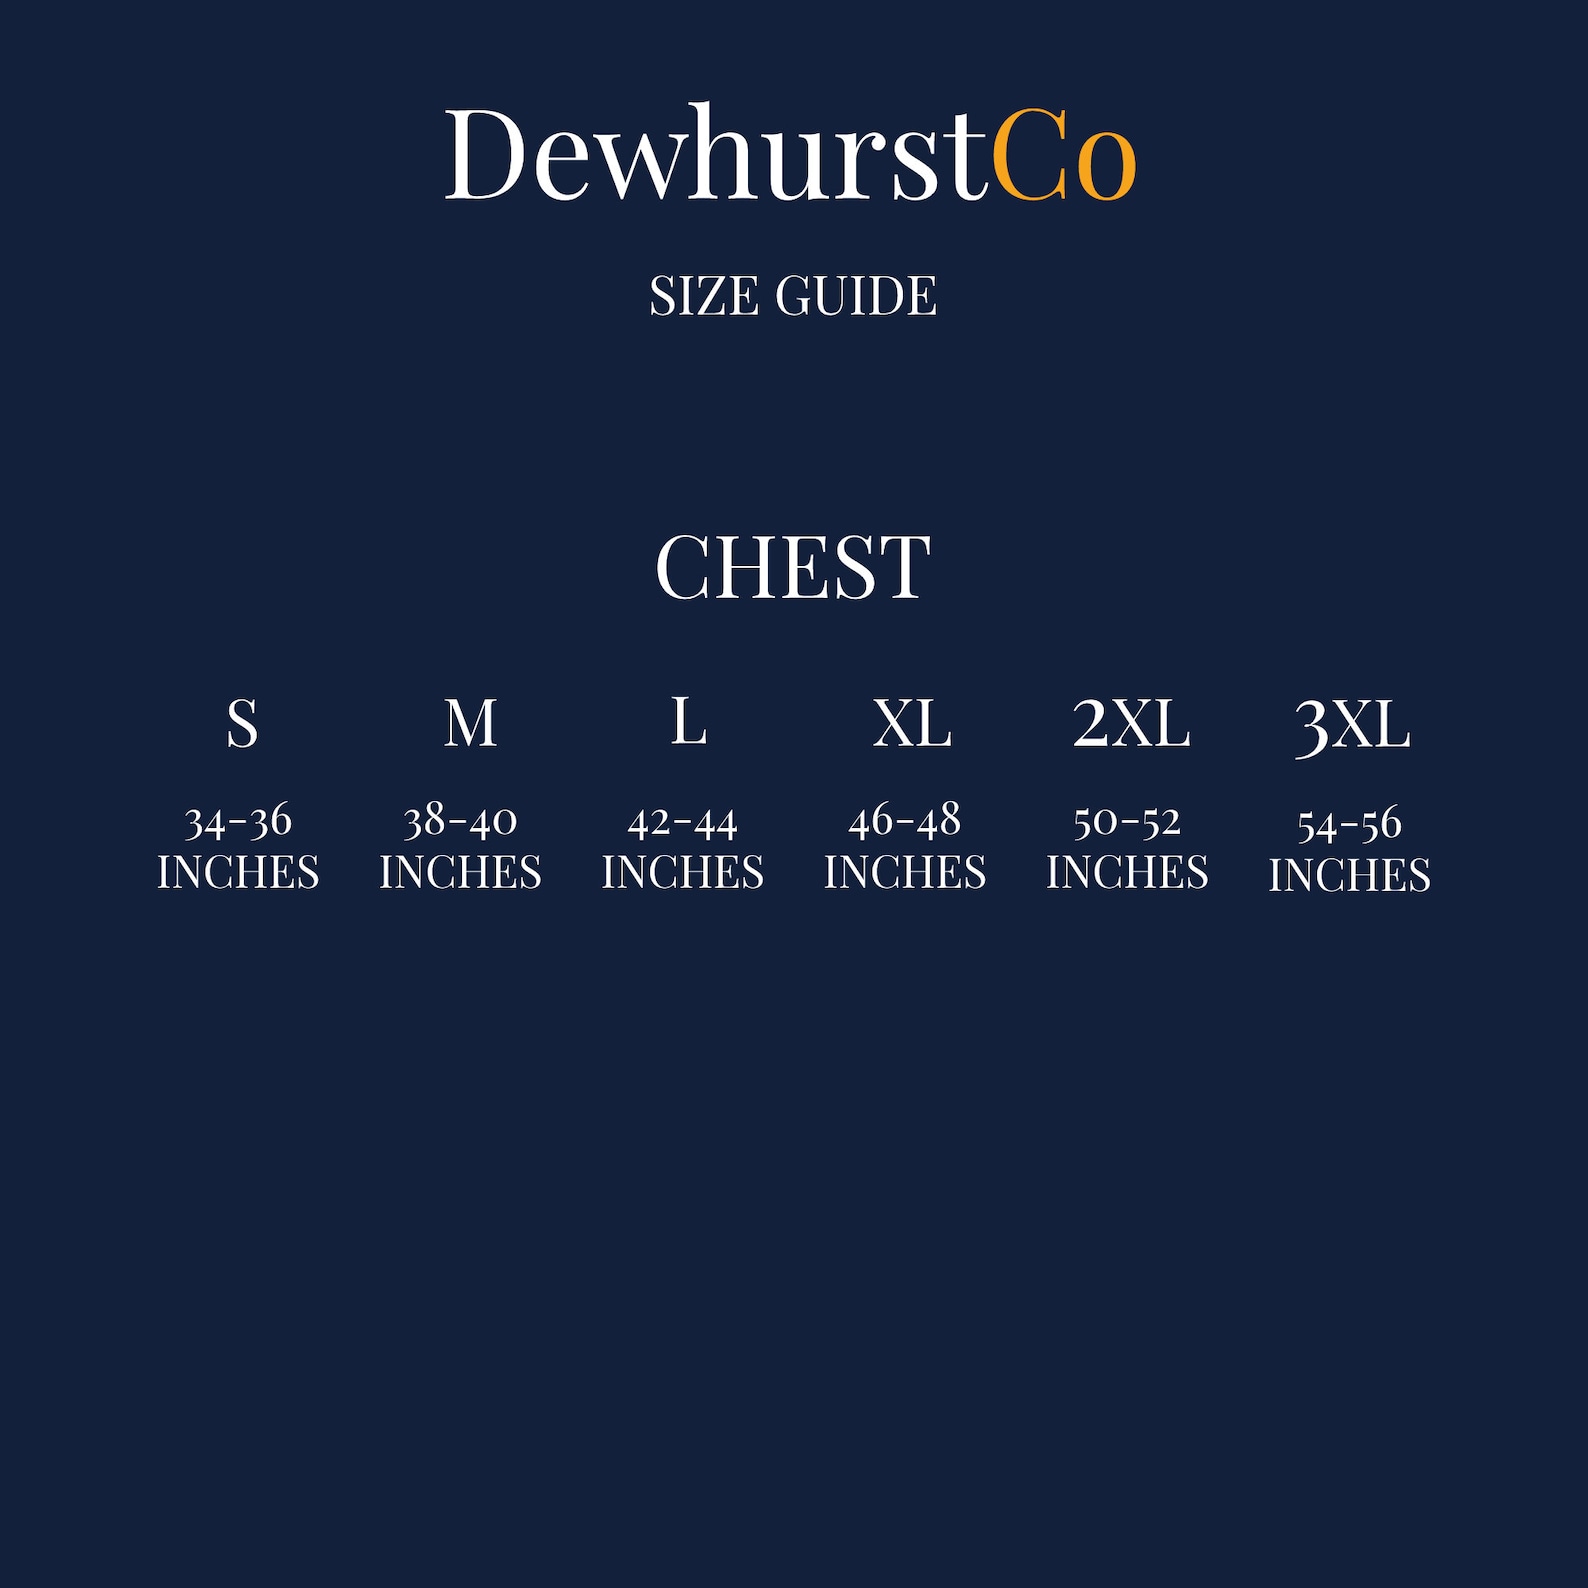 DewhurstCo
SIZE GUIDE
CHEST
S M L XL 2XL 3XL
34-36 38-40 42-44 46-48 50-52 54-56
INCHES INCHES INCHES INCHES INCHES INCHES